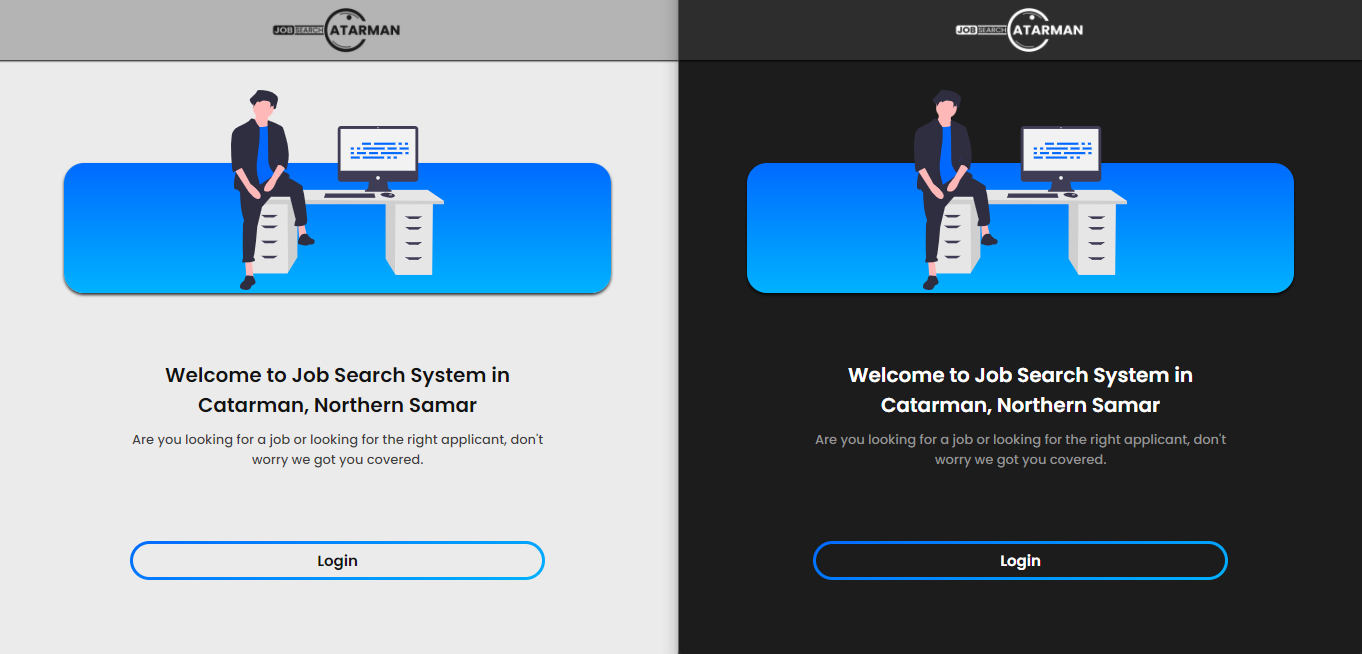 JOB SEARCH CATARMAN
Welcome to Job Search System in
Catarman, Northern Samar
Are you looking for a job or looking for the right applicant, don't
worry we got you covered.
Login
JOB SEARCH CATARMAN
Welcome to Job Search System in
Catarman, Northern Samar
Are you looking for a job or looking for the right applicant, don't
worry we got you covered.
Login